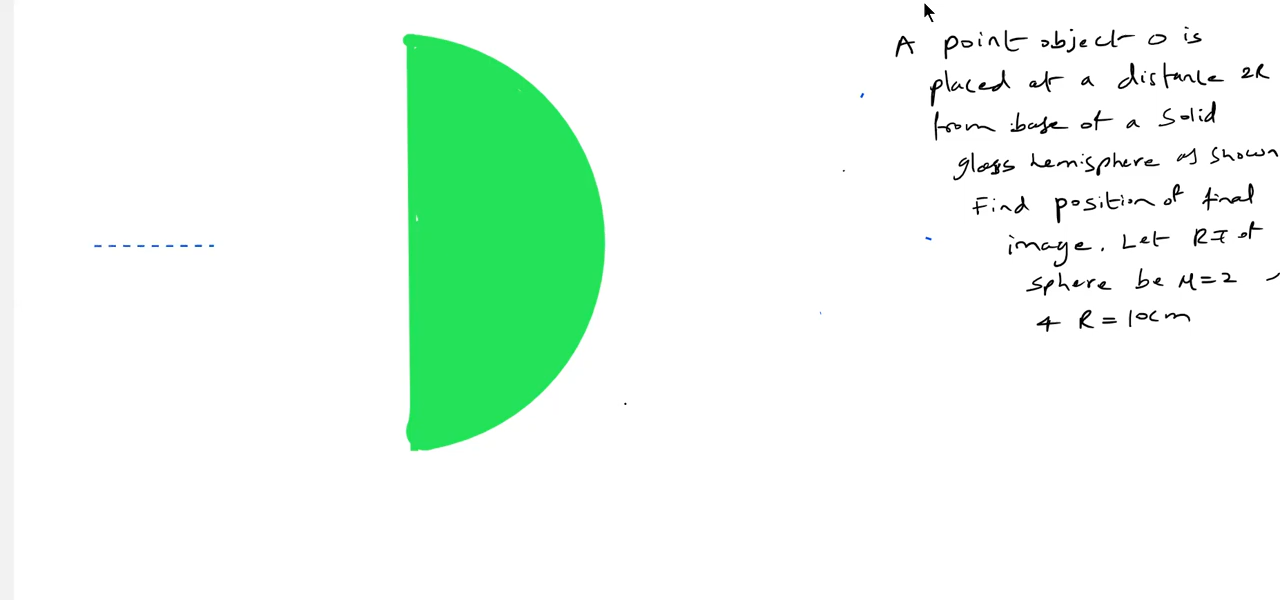 A point object O is
placed at a distance 2R
from base of a solid
glass hemisphere as shown
Find position of final
image. Let RI of
sphere be μ=2
& R = 10cm